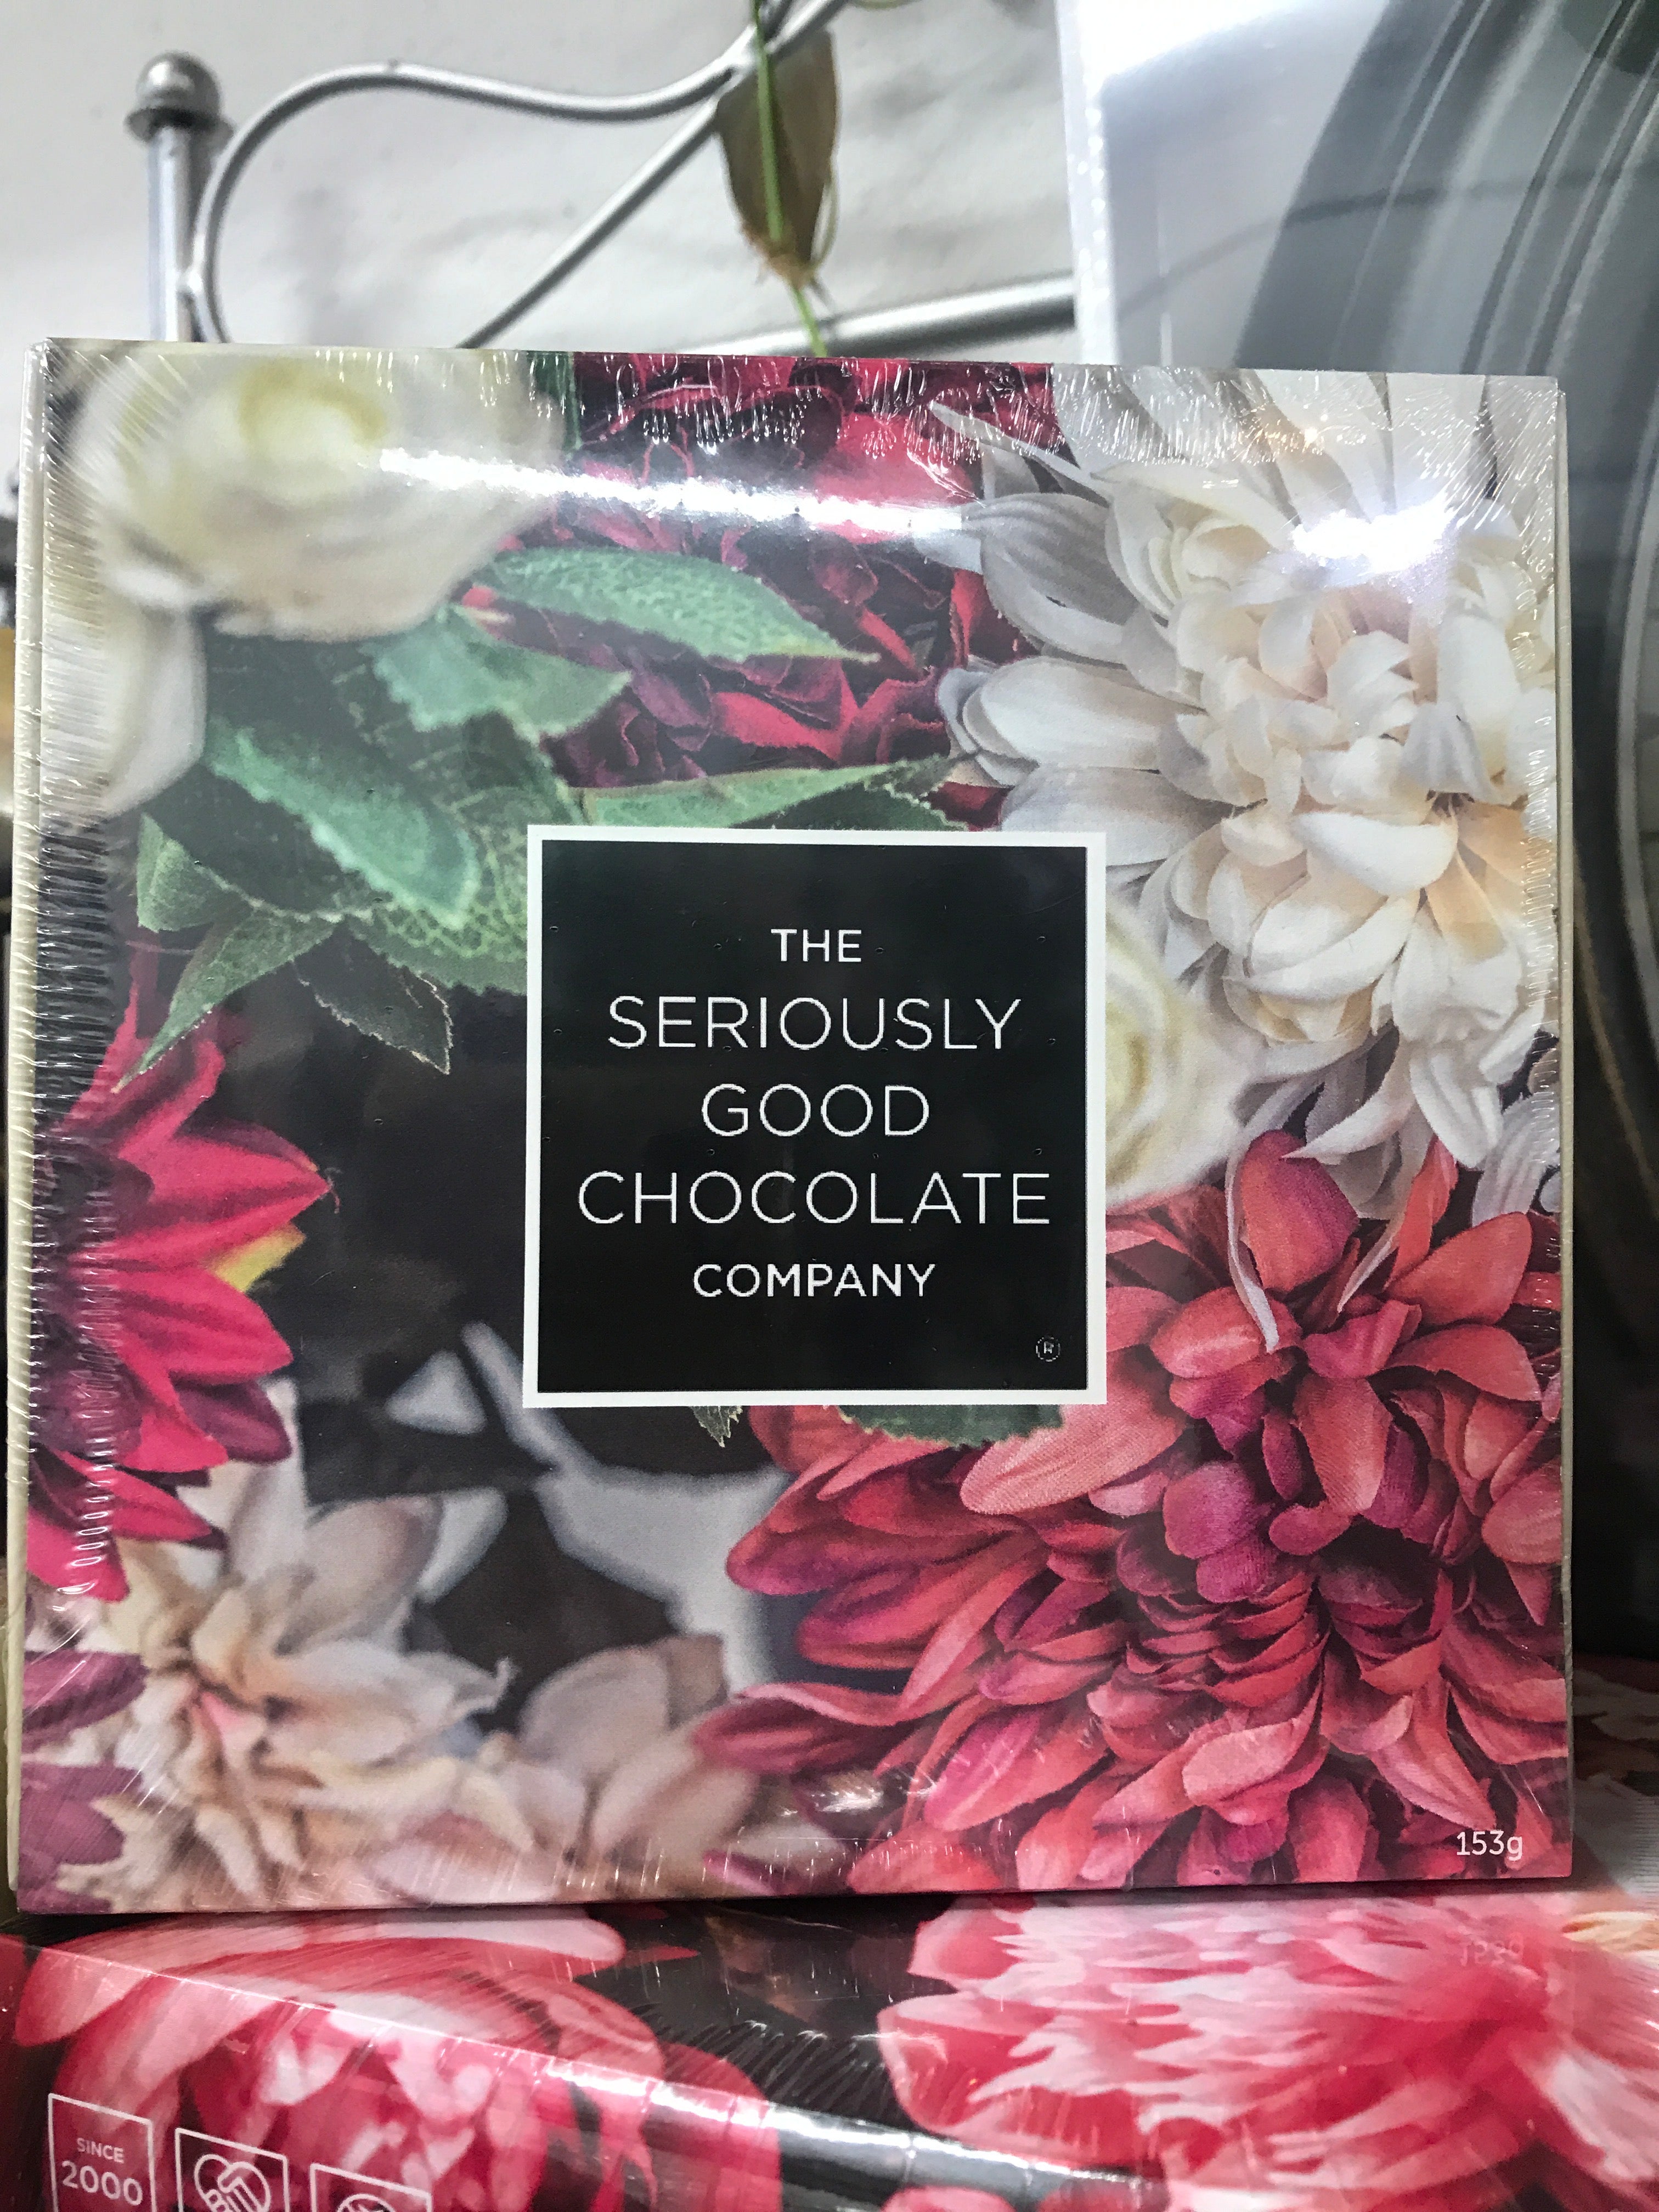 THE
SERIOUSLY
GOOD
CHOCOLATE
COMPANY
®
153g
SINCE
2000